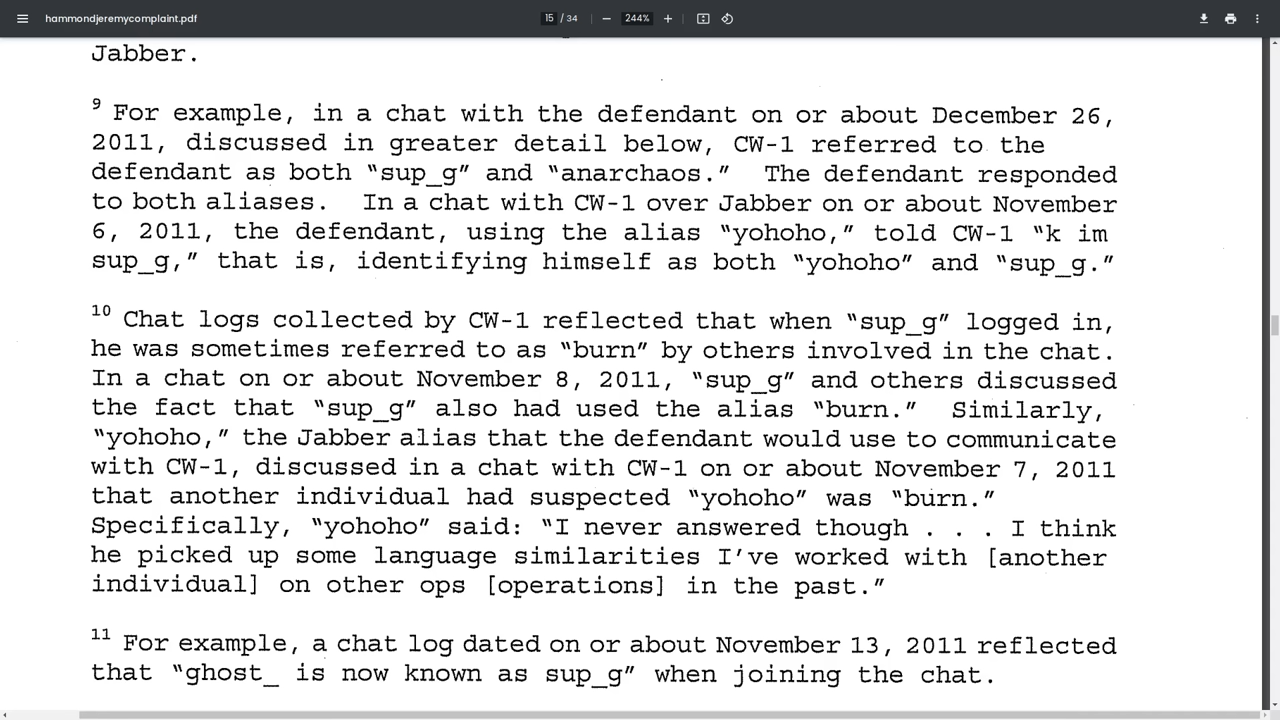 hammondjeremycomplaint.pdf
15 / 34
244%
Jabber.
9 For example, in a chat with the defendant on or about December 26,
2011, discussed in greater detail below, CW-1 referred to the
defendant as both “sup_g” and “anarchaos.” The defendant responded
to both aliases. In a chat with CW-1 over Jabber on or about November
6, 2011, the defendant, using the alias “yohoho,” told CW-1 “k im
sup_g,” that is, identifying himself as both “yohoho” and “sup_g.”
10 Chat logs collected by CW-1 reflected that when “sup_g” logged in,
he was sometimes referred to as “burn” by others involved in the chat.
In a chat on or about November 8, 2011, “sup_g” and others discussed
the fact that “sup_g” also had used the alias “burn.” Similarly,
“yohoho,” the Jabber alias that the defendant would use to communicate
with CW-1, discussed in a chat with CW-1 on or about November 7, 2011
that another individual had suspected “yohoho” was “burn.”
Specifically, “yohoho” said: “I never answered though . . . I think
he picked up some language similarities I’ve worked with [another
individual] on other ops [operations] in the past.”
11 For example, a chat log dated on or about November 13, 2011 reflected
that “ghost_ is now known as sup_g” when joining the chat.